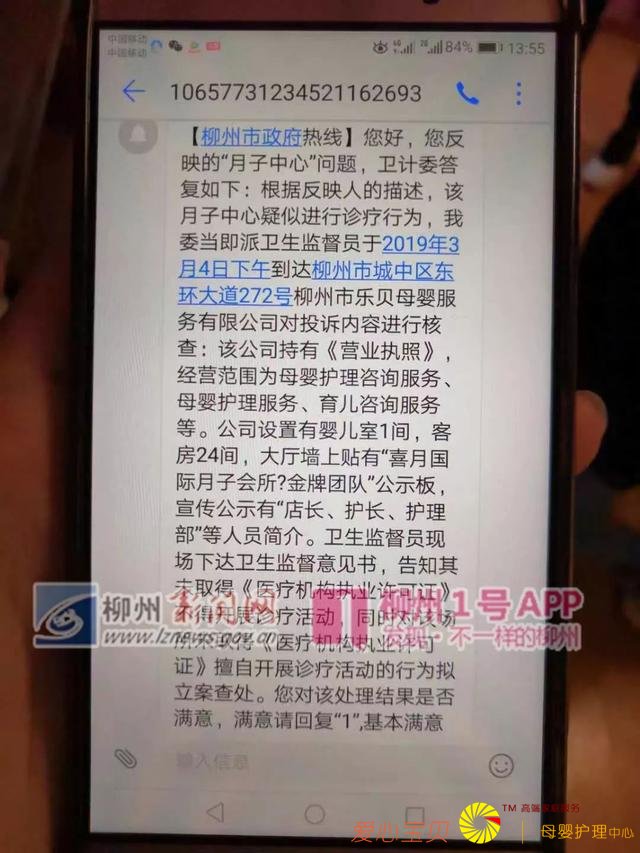 中国移动
中国移动
4G
2G
84%
13:55
10657731234521162693
【柳州市政府热线】您好，您反
映的“月子中心”问题，卫计委答
复如下：根据反映人的描述，该
月子中心疑似进行诊疗行为，我
委当即派卫生监督员于2019年3
月4日下午到达柳州市城中区东
环大道272号柳州市乐贝母婴服
务有限公司对投诉内容进行核
查：该公司持有《营业执照》，
经营范围为母婴护理咨询服务、
母婴护理服务、育儿咨询服务
等。公司设置有婴儿室1间，客
房24间，大厅墙上贴有“喜月国
际月子会所?金牌团队”公示板，
宣传公示有“店长、护长、护理
部”等人员简介。卫生监督员现
场下达卫生监督意见书，告知其
未取得《医疗机构执业许可证》
不得开展诊疗活动，同时对该场
所未取得《医疗机构执业许可
证》擅自开展诊疗活动的行为拟
立案查处。您对该处理结果是否
满意，满意请回复“1”,基本满意
柳州新闻网
www.lznews.gov.cn
柳州1号APP
不一样的柳州
输入信息
爱心宝贝
TM 高端家庭服务
母婴护理中心